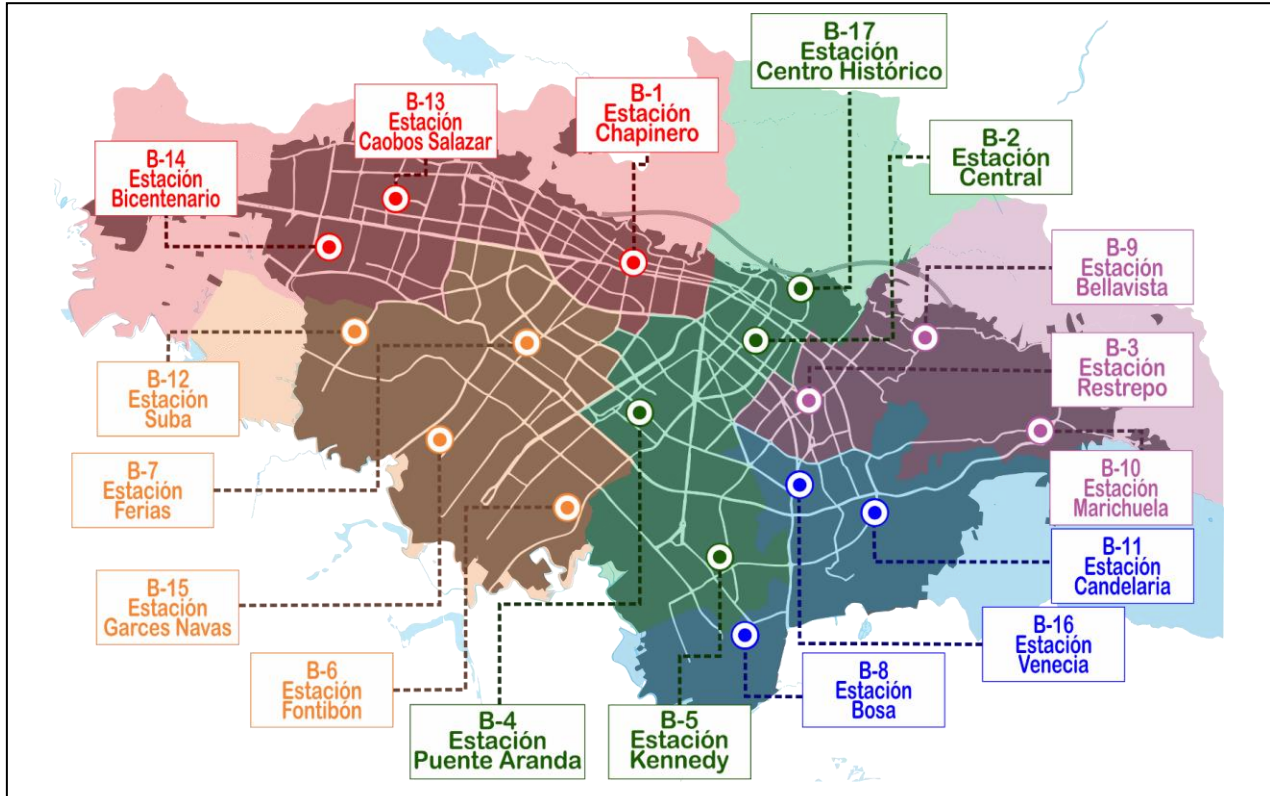 B-17
Estación
Centro Histórico
B-13
Estación
Caobos Salazar
B-1
Estación
Chapinero
B-2
Estación
Central
B-14
Estación
Bicentenario
B-9
Estación
Bellavista
B-3
Estación
Restrepo
B-12
Estación
Suba
B-7
Estación
Ferias
B-10
Estación
Marichuela
B-11
Estación
Candelaria
B-15
Estación
Garces Navas
B-16
Estación
Venecia
B-6
Estación
Fontibón
B-8
Estación
Bosa
B-4
Estación
Puente Aranda
B-5
Estación
Kennedy